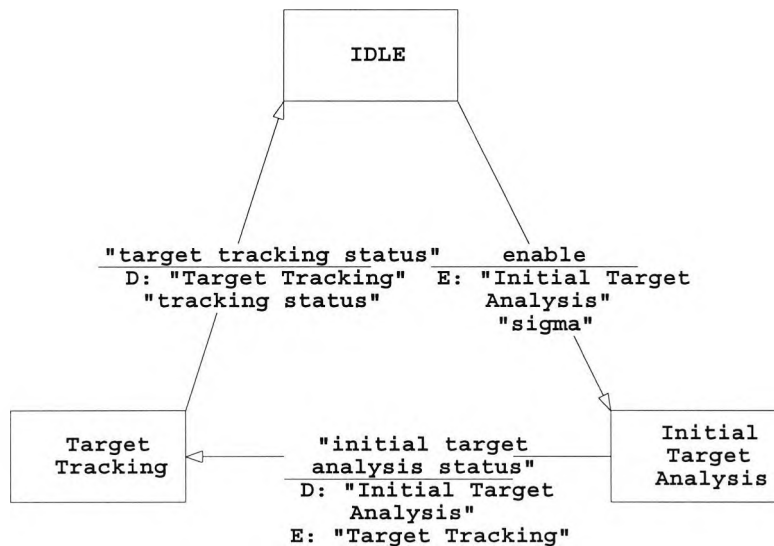 IDLE
"target tracking status"
D: "Target Tracking"
"tracking status"
enable
E: "Initial Target
Analysis"
"sigma"
Target
Tracking
"initial target
analysis status"
D: "Initial Target
Analysis"
E: "Target Tracking"
Initial
Target
Analysis